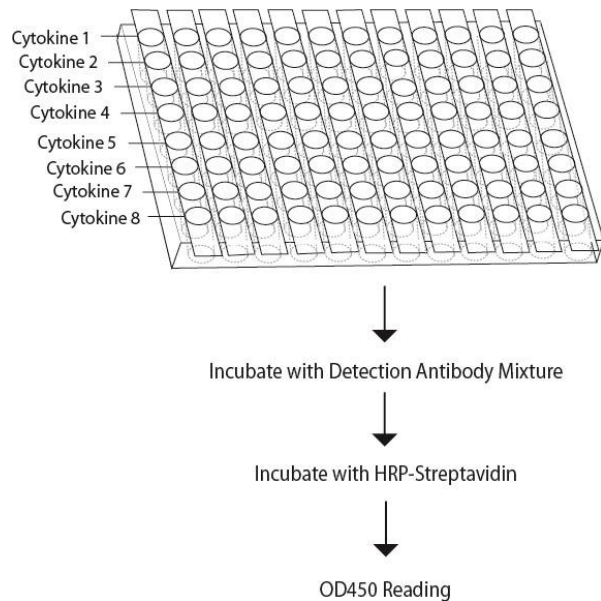 Cytokine 1
Cytokine 2
Cytokine 3
Cytokine 4
Cytokine 5
Cytokine 6
Cytokine 7
Cytokine 8
Incubate with Detection Antibody Mixture
Incubate with HRP-Streptavidin
OD450 Reading